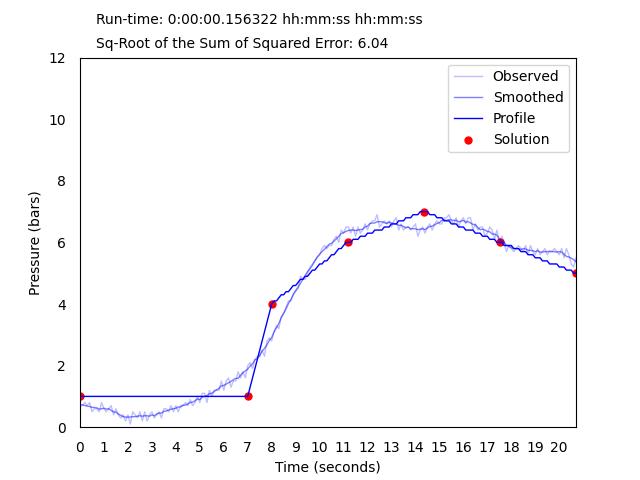 Run-time: 0:00:00.156322 hh:mm:ss hh:mm:ss
Sq-Root of the Sum of Squared Error: 6.04
12
10
8
6
4
2
0
Pressure (bars)
Observed
Smoothed
Profile
Solution
0 1 2 3 4 5 6 7 8 9 10 11 12 13 14 15 16 17 18 19 20
Time (seconds)